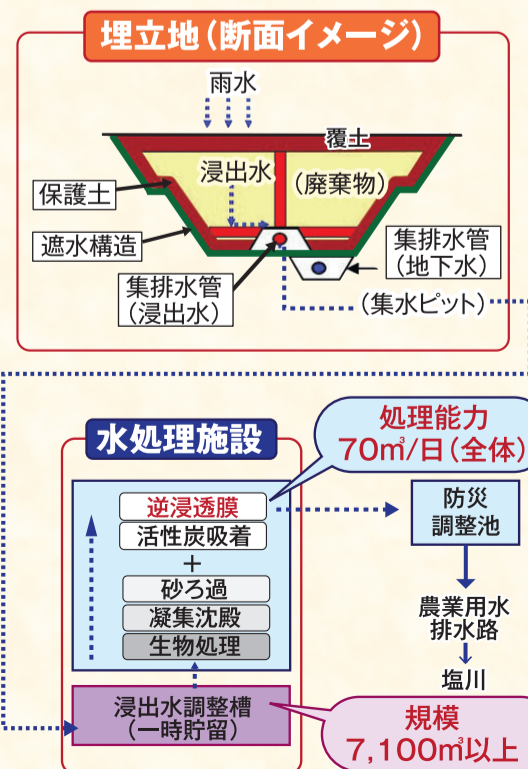 埋立地(断面イメージ)
雨水
覆土
浸出水
(廃棄物)
保護土
遮水構造
集排水管
(浸出水)
集排水管
(地下水)
(集水ピット)
水処理施設
処理能力
70㎥/日(全体)
逆浸透膜
活性炭吸着
+
砂ろ過
凝集沈殿
生物処理
浸出水調整槽
(一時貯留)
防災
調整池
農業用水
排水路
塩川
規模
7,100㎥以上